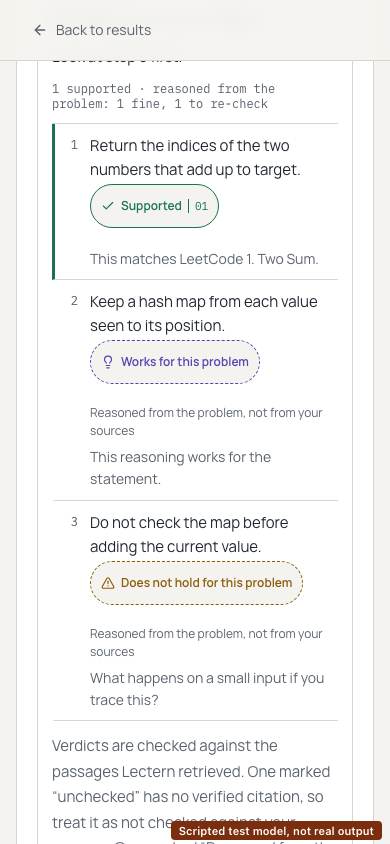 Back to results
1 supported · reasoned from the
problem: 1 fine, 1 to re-check
1 Return the indices of the two
numbers that add up to target.
Supported | 01
This matches LeetCode 1. Two Sum.
2 Keep a hash map from each value
seen to its position.
Works for this problem
Reasoned from the problem, not from your
sources
This reasoning works for the
statement.
3 Do not check the map before
adding the current value.
Does not hold for this problem
Reasoned from the problem, not from your
sources
What happens on a small input if you
trace this?
Verdicts are checked against the
passages Lectern retrieved. One marked
“unchecked” has no verified citation, so
treat it as not checked against your
Scripted test model, not real output